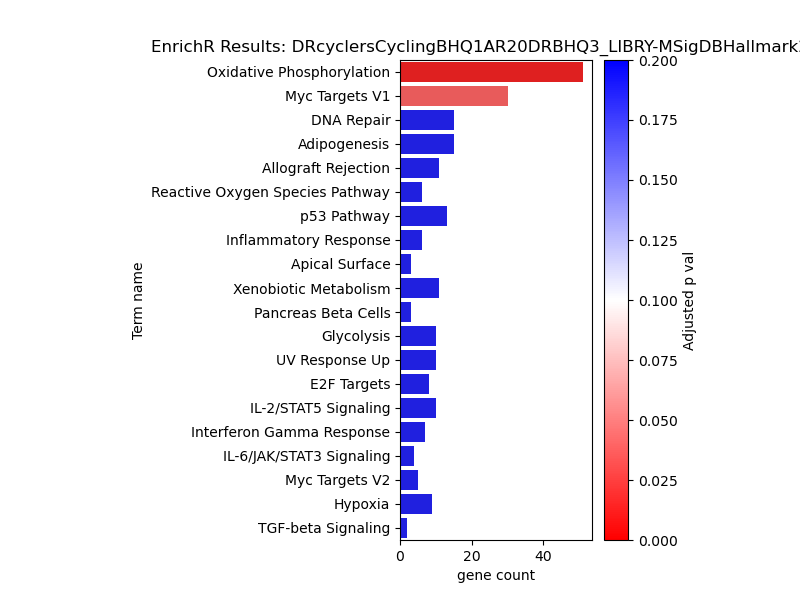 EnrichR Results: DRcyclersCyclingBHQ1AR20DRBHQ3_LIBRY-MSigDBHallmark
Oxidative Phosphorylation
Myc Targets V1
DNA Repair
Adipogenesis
Allograft Rejection
Reactive Oxygen Species Pathway
p53 Pathway
Inflammatory Response
Apical Surface
Xenobiotic Metabolism
Pancreas Beta Cells
Glycolysis
UV Response Up
E2F Targets
IL-2/STAT5 Signaling
Interferon Gamma Response
IL-6/JAK/STAT3 Signaling
Myc Targets V2
Hypoxia
TGF-beta Signaling
Term name
0 20 40
gene count
0.200
0.175
0.150
0.125
0.100
0.075
0.050
0.025
0.000
Adjusted p val